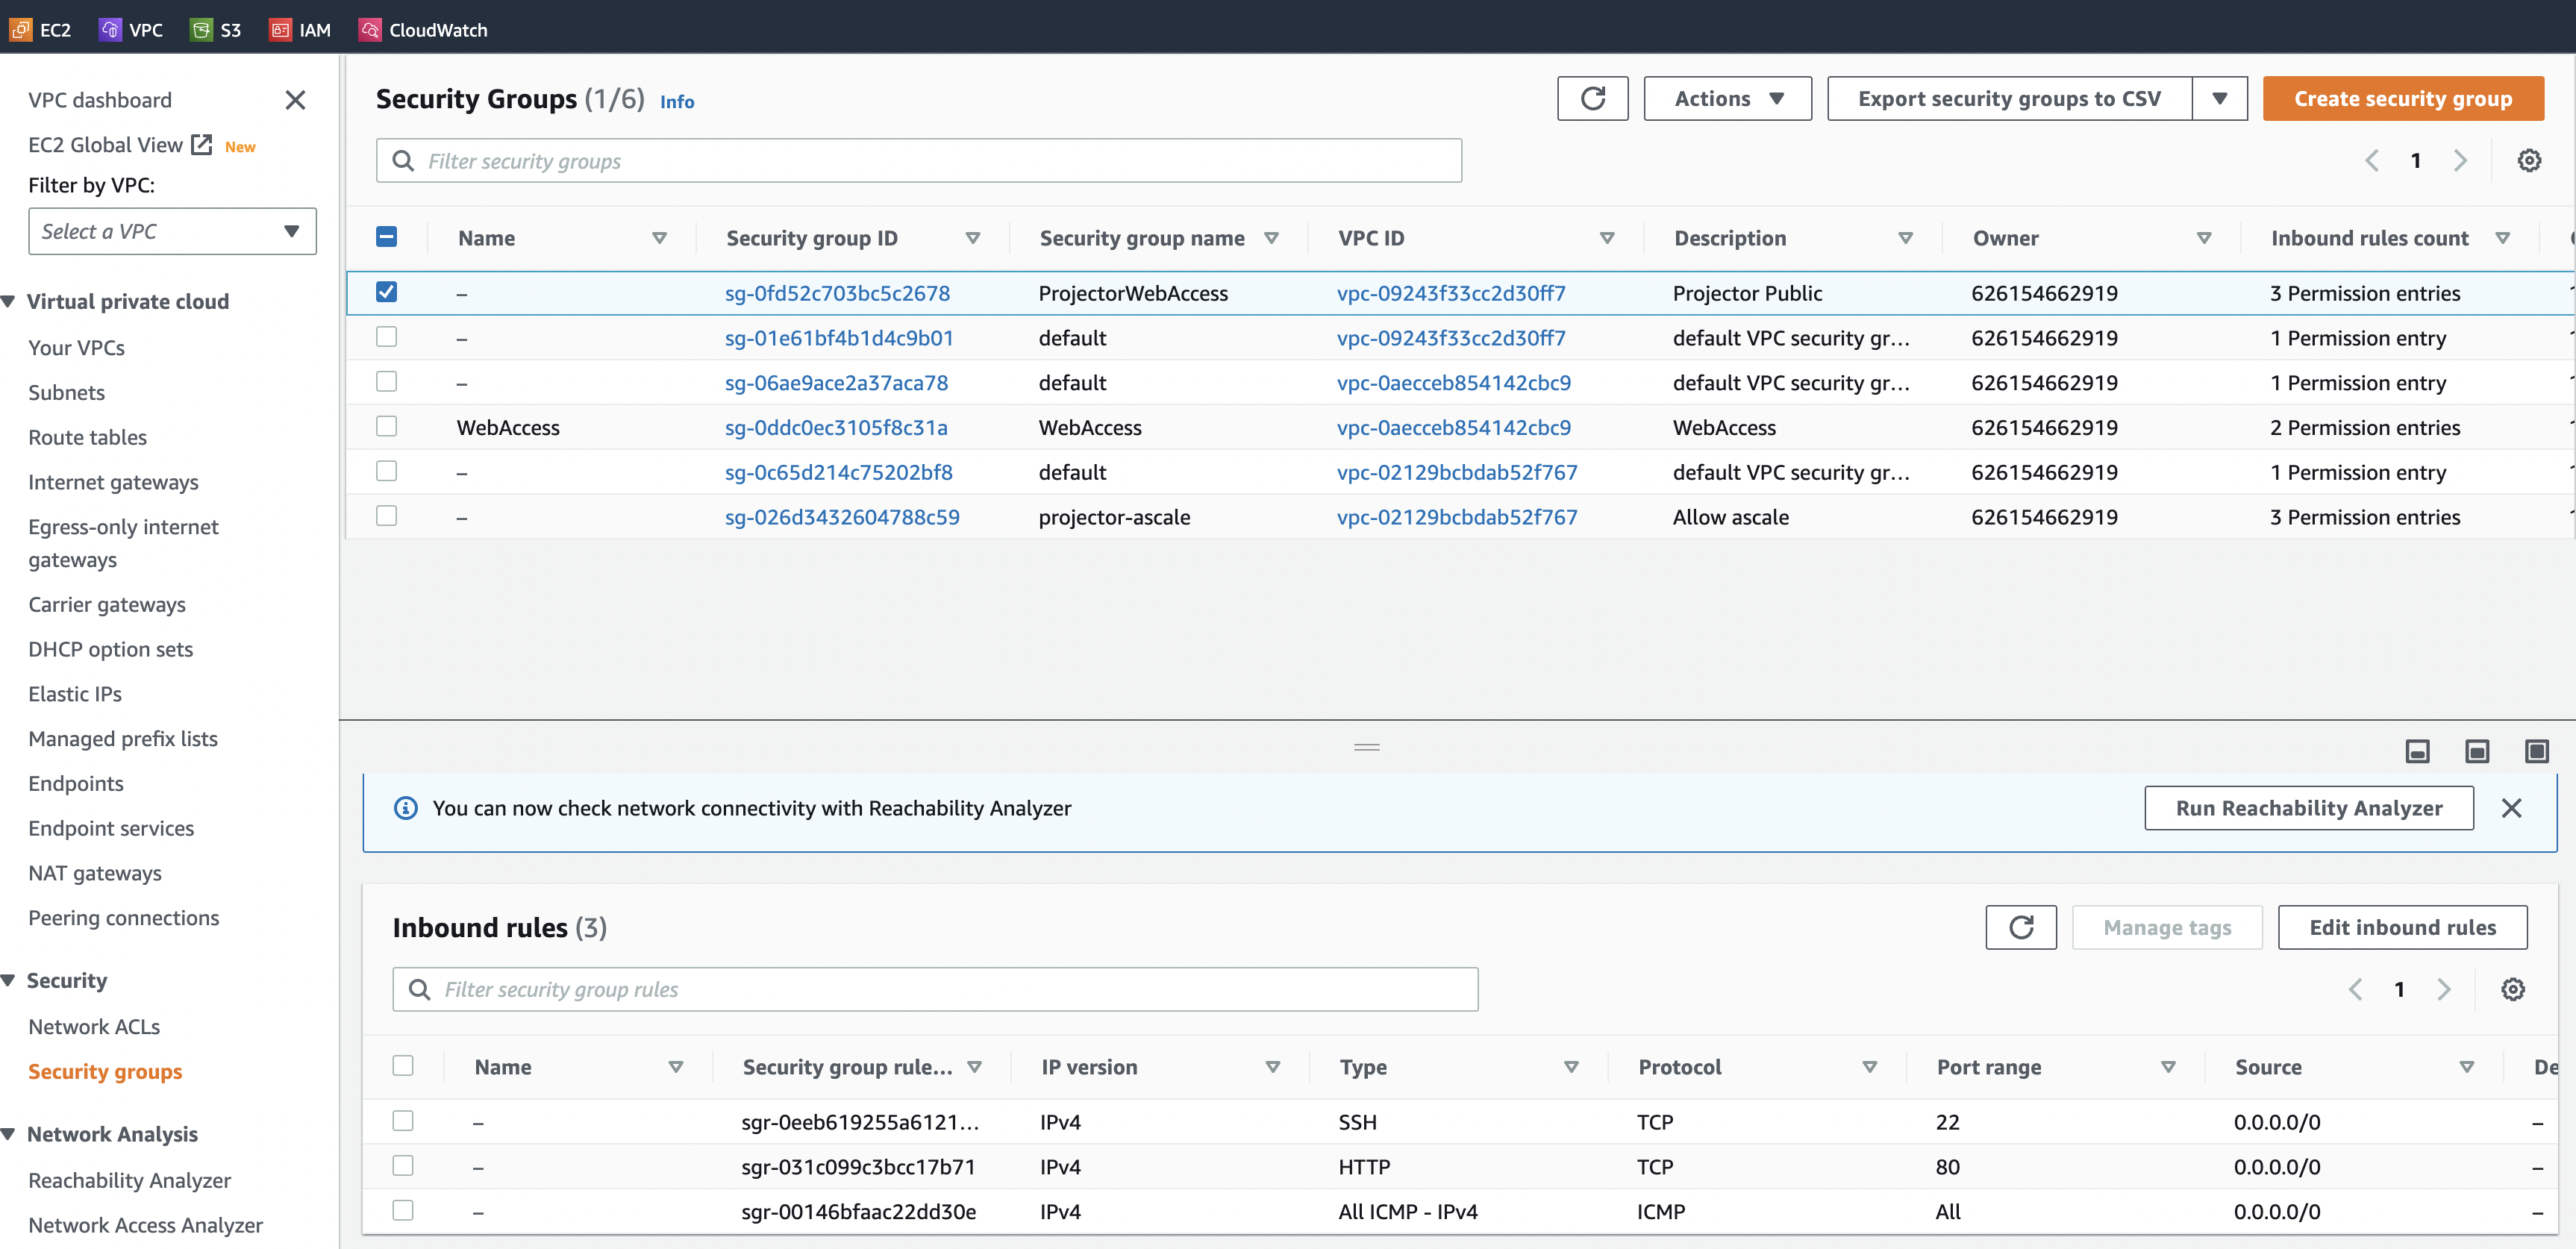 EC2 VPC S3 IAM CloudWatch
VPC dashboard
EC2 Global View New
Filter by VPC:
Select a VPC
Virtual private cloud
Your VPCs
Subnets
Route tables
Internet gateways
Egress-only internet
gateways
Carrier gateways
DHCP option sets
Elastic IPs
Managed prefix lists
Endpoints
Endpoint services
NAT gateways
Peering connections
Security
Network ACLs
Security groups
Network Analysis
Reachability Analyzer
Network Access Analyzer
Security Groups (1/6) Info
Actions Export security groups to CSV Create security group
Filter security groups
1
Name Security group ID Security group name VPC ID Description Owner Inbound rules count
– sg-0fd52c703bc5c2678 ProjectorWebAccess vpc-09243f33cc2d30ff7 Projector Public 626154662919 3 Permission entries
– sg-01e61bf4b1d4c9b01 default vpc-09243f33cc2d30ff7 default VPC security gr... 626154662919 1 Permission entry
– sg-06ae9ace2a37aca78 default vpc-0aecceb854142cbc9 default VPC security gr... 626154662919 1 Permission entry
WebAccess sg-0ddc0ec3105f8c31a WebAccess vpc-0aecceb854142cbc9 WebAccess 626154662919 2 Permission entries
– sg-0c65d214c75202bf8 default vpc-02129bcbdab52f767 default VPC security gr... 626154662919 1 Permission entry
– sg-026d3432604788c59 projector-ascale vpc-02129bcbdab52f767 Allow ascale 626154662919 3 Permission entries
You can now check network connectivity with Reachability Analyzer Run Reachability Analyzer
Inbound rules (3)
Manage tags Edit inbound rules
Filter security group rules
1
Name Security group rule... IP version Type Protocol Port range Source De
– sgr-0eeb619255a6121... IPv4 SSH TCP 22 0.0.0.0/0 –
– sgr-031c099c3bcc17b71 IPv4 HTTP TCP 80 0.0.0.0/0 –
– sgr-00146bfaac22dd30e IPv4 All ICMP - IPv4 ICMP All 0.0.0.0/0 –